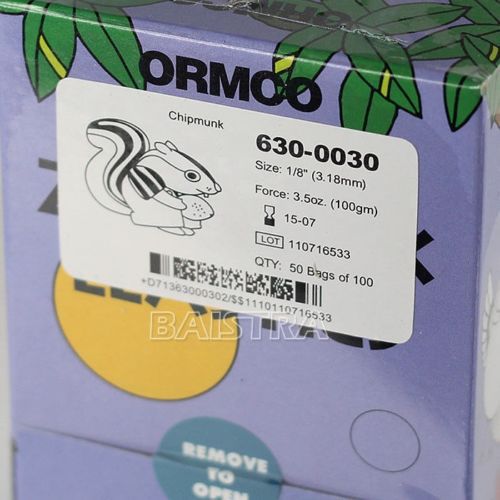 ORMCO
ORMCO
Chipmunk
630-0030
Size: 1/8" (3.18mm)
Force: 3.5oz. (100gm)
15-07
LOT 110716533
QTY: 50 Bags of 100
+D71363000302/$$1110110716533
BAISTRA
REMOVE
TO
OPEN